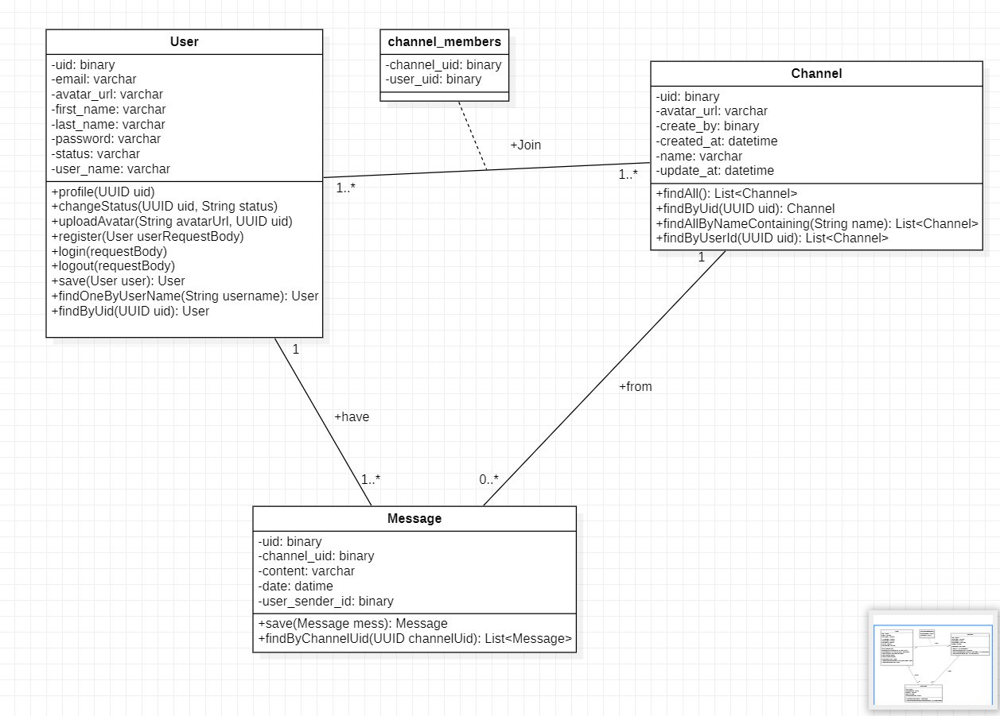 User
-uid: binary
-email: varchar
-avatar_url: varchar
-first_name: varchar
-last_name: varchar
-password: varchar
-status: varchar
-user_name: varchar
+profile(UUID uid)
+changeStatus(UUID uid, String status)
+uploadAvatar(String avatarUrl, UUID uid)
+register(User userRequestBody)
+login(requestBody)
+logout(requestBody)
+save(User user): User
+findOneByUserName(String username): User
+findByUid(UUID uid): User
channel_members
-channel_uid: binary
-user_uid: binary
Channel
-uid: binary
-avatar_url: varchar
-create_by: binary
-created_at: datetime
-name: varchar
-update_at: datetime
+findAll(): List<Channel>
+findByUid(UUID uid): Channel
+findAllByNameContaining(String name): List<Channel>
+findByUserId(UUID uid): List<Channel>
+Join
1..*
1..*
1
1
+from
+have
1..*
0..*
Message
-uid: binary
-channel_uid: binary
-content: varchar
-date: datime
-user_sender_id: binary
+save(Message mess): Message
+findByChannelUid(UUID channelUid): List<Message>